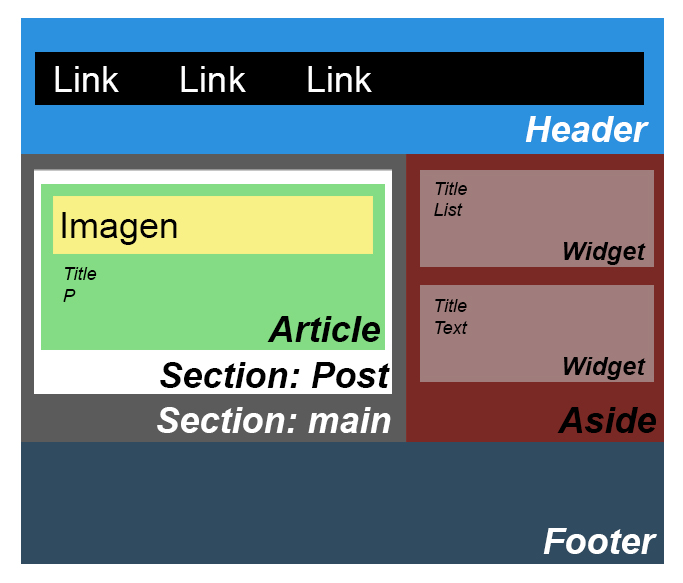 Link Link Link
Header
Imagen
Title
P
Article
Section: Post
Section: main
Title
List
Widget
Title
Text
Widget
Aside
Footer